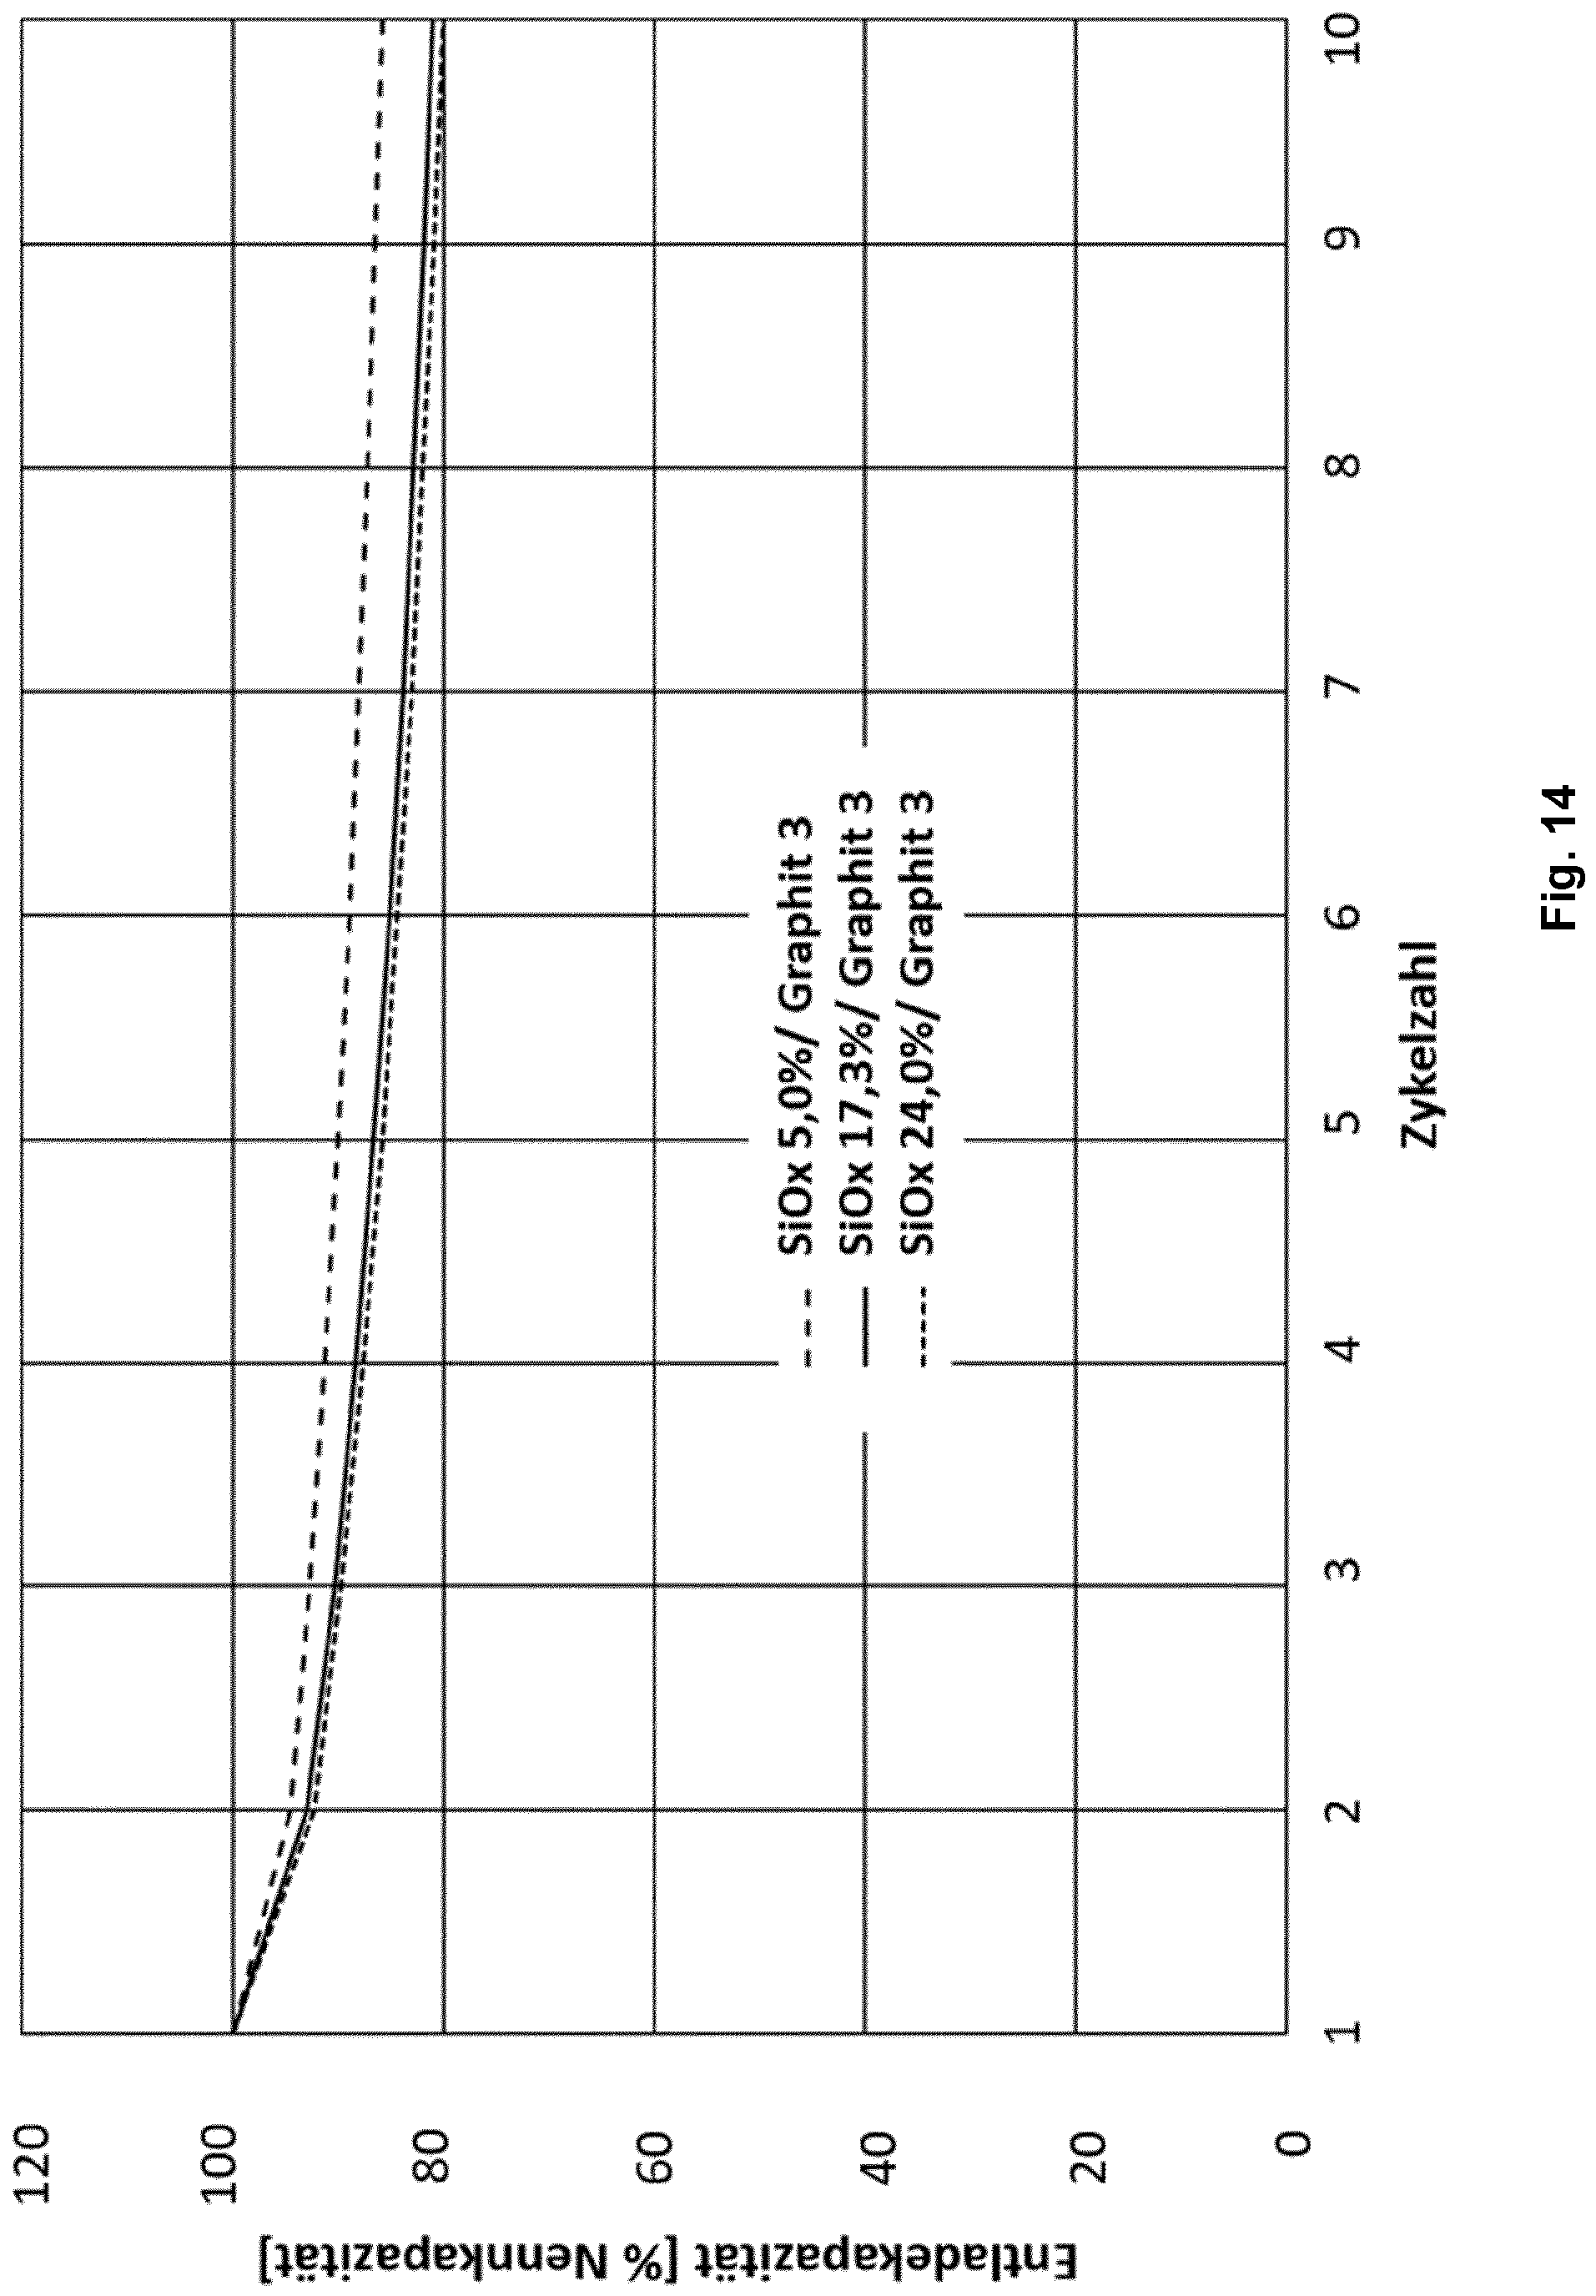 Entladekapazität [% Nennkapazität]
120
100
80
60
40
20
0
SiOx 5,0%/ Graphit 3
SiOx 17,3%/ Graphit 3
SiOx 24,0%/ Graphit 3
1 2 3 4 5 6 7 8 9 10
Zykelzahl
Fig. 14